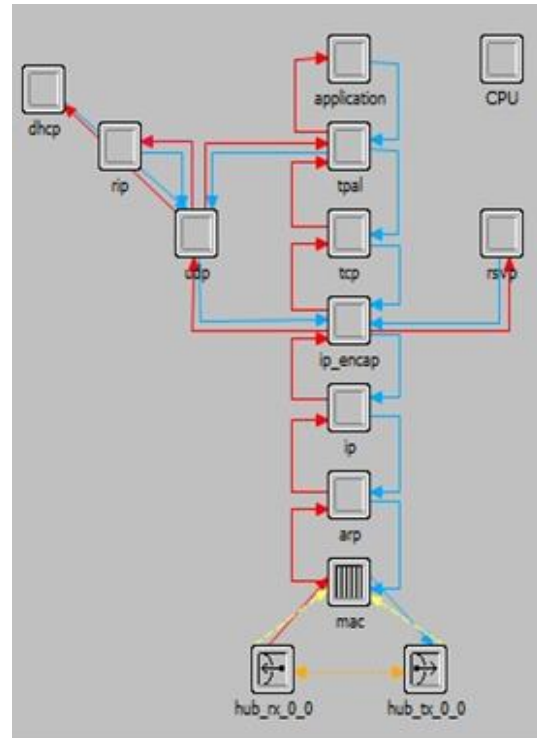 application
CPU
dhcp
rip
tpal
udp
tcp
rsvp
ip_encap
ip
arp
mac
hub_rx_0_0
hub_tx_0_0